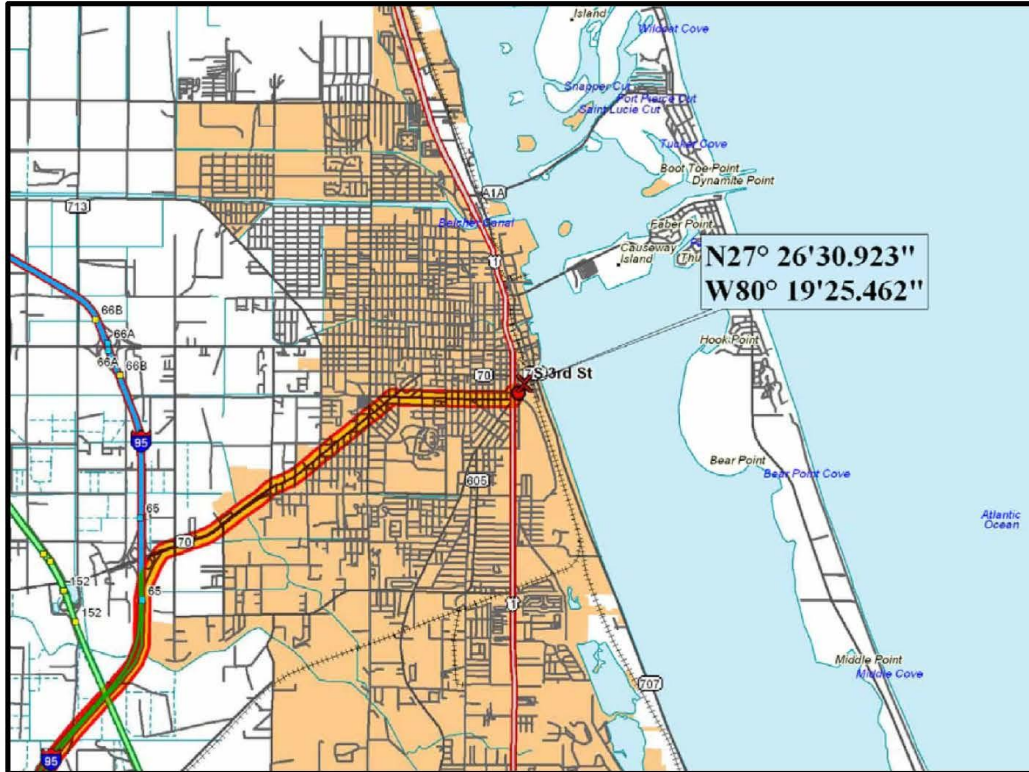 Island
Wildcat Cove
Snapper Cut
Fort Pierce Cut
Saint Lucie Cut
Tucker Cove
Boot Toe Point
Dynamite Point
A1A
713
Faber Point
Belcher Canal
Causeway
Island
(Thu
N27° 26'30.923"
W80° 19'25.462"
1
66B
66A
66A
66B
Hook Point
70
S 3rd St
95
Bear Point
Bear Point Cove
605
65
70
Atlantic
Ocean
152
65
152
1
Middle Point
Middle Cove
707
95